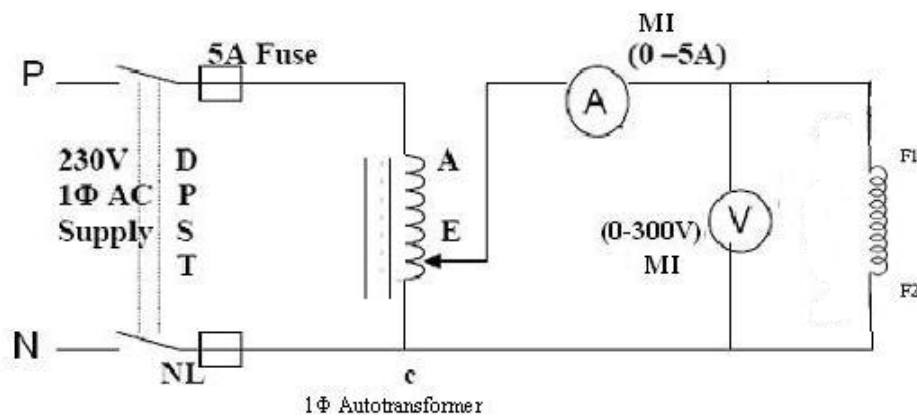 MI
5A Fuse
(0 –5A)
P
A
230V
1Φ AC
Supply
D
P
S
T
A
E
F1
V
(0-300V)
MI
F2
N
NL
c
1Φ Autotransformer